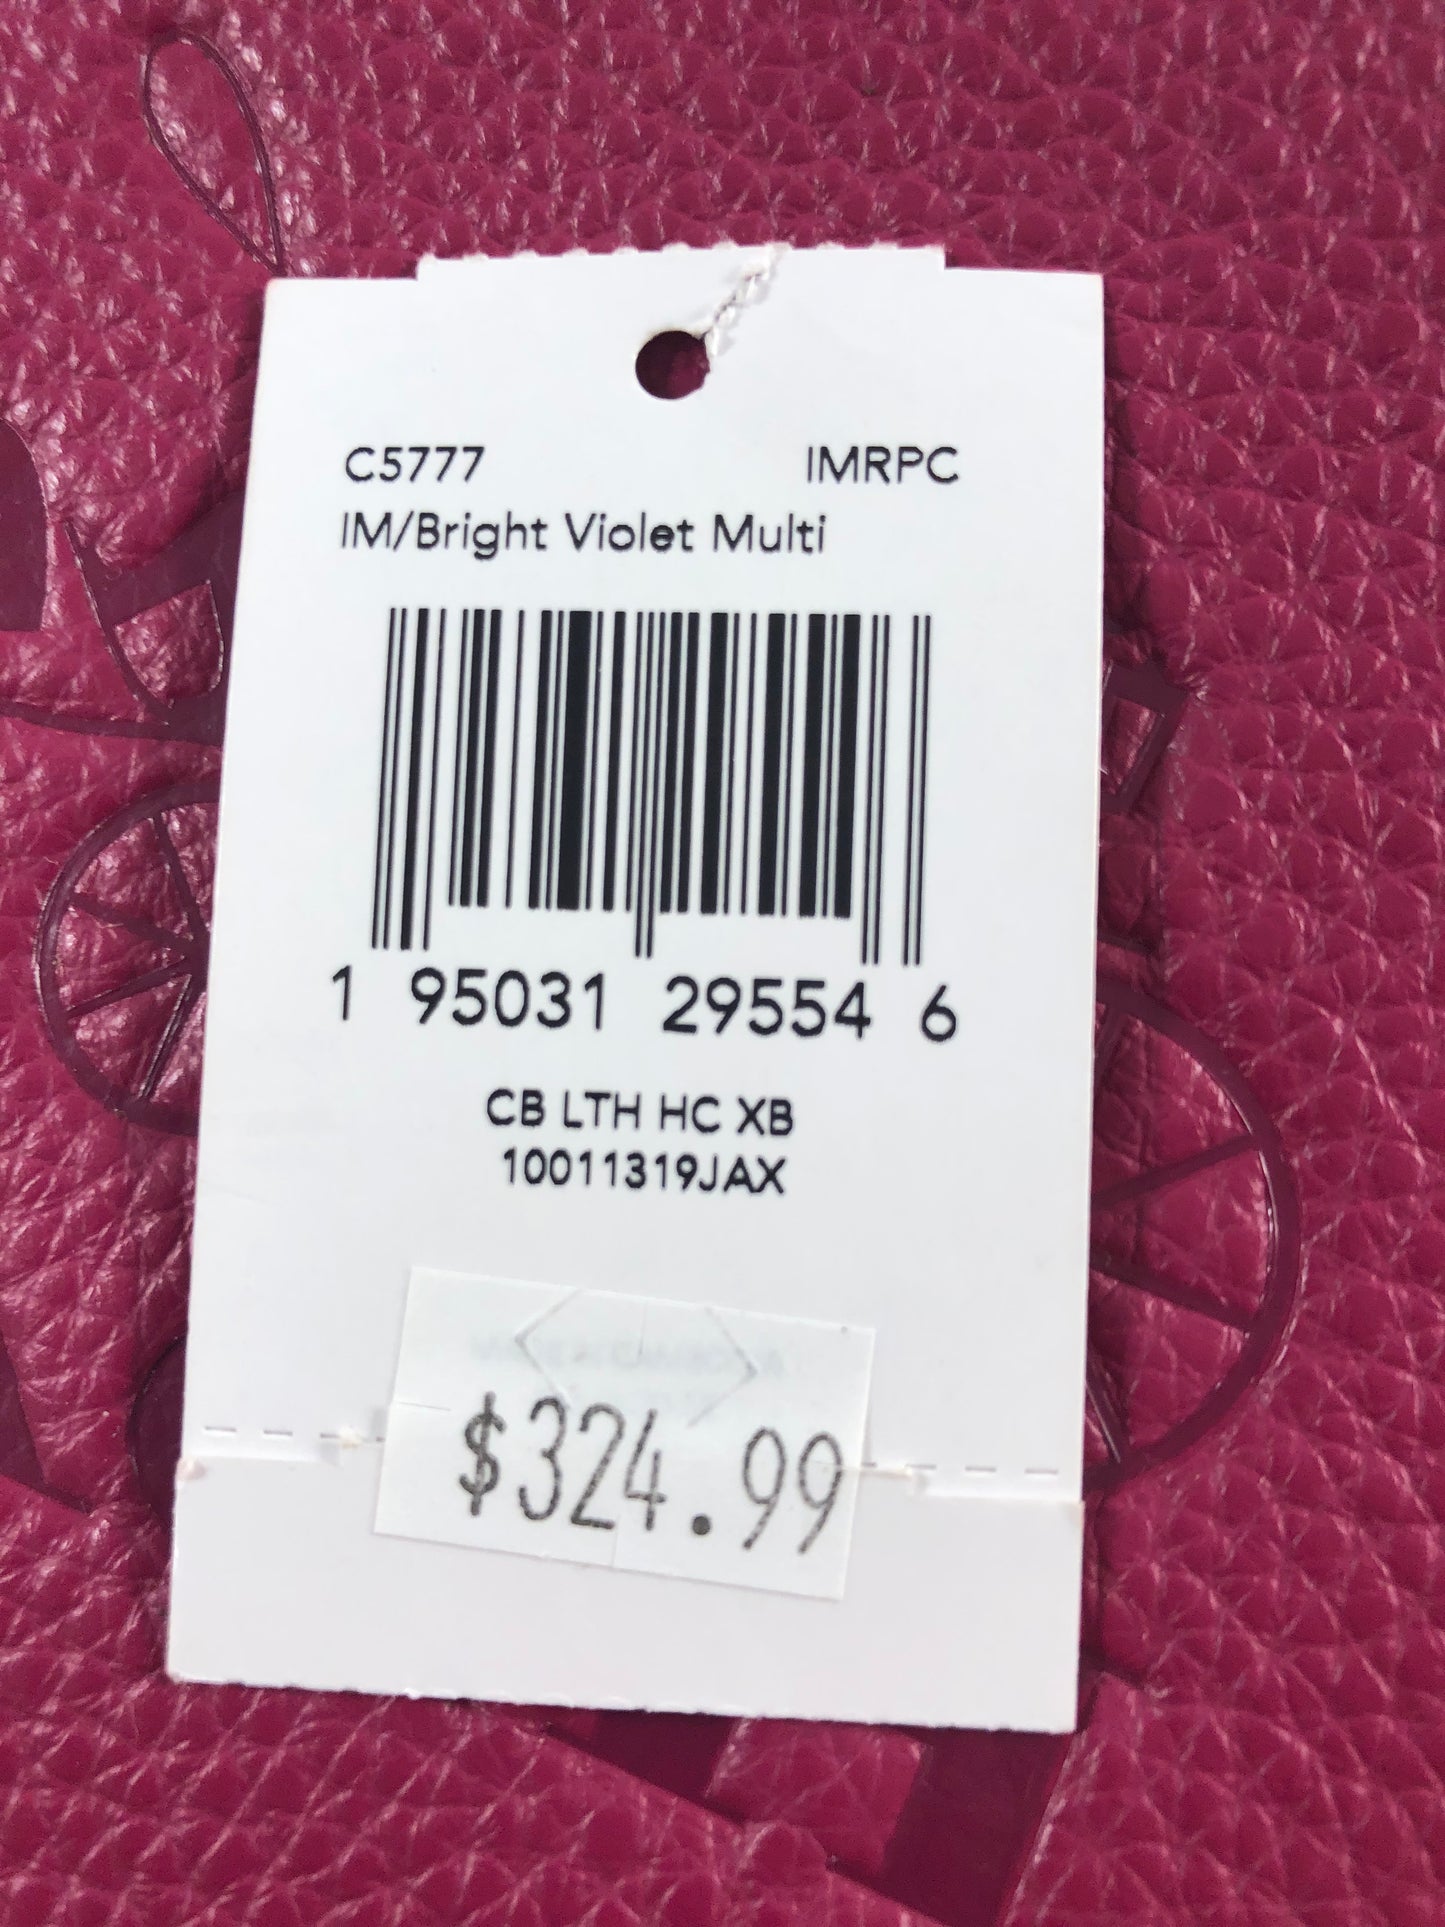 C5777 IMRPC
IM/Bright Violet Multi
1 95031 29554 6
CB LTH HC XB
10011319JAX
$324.99